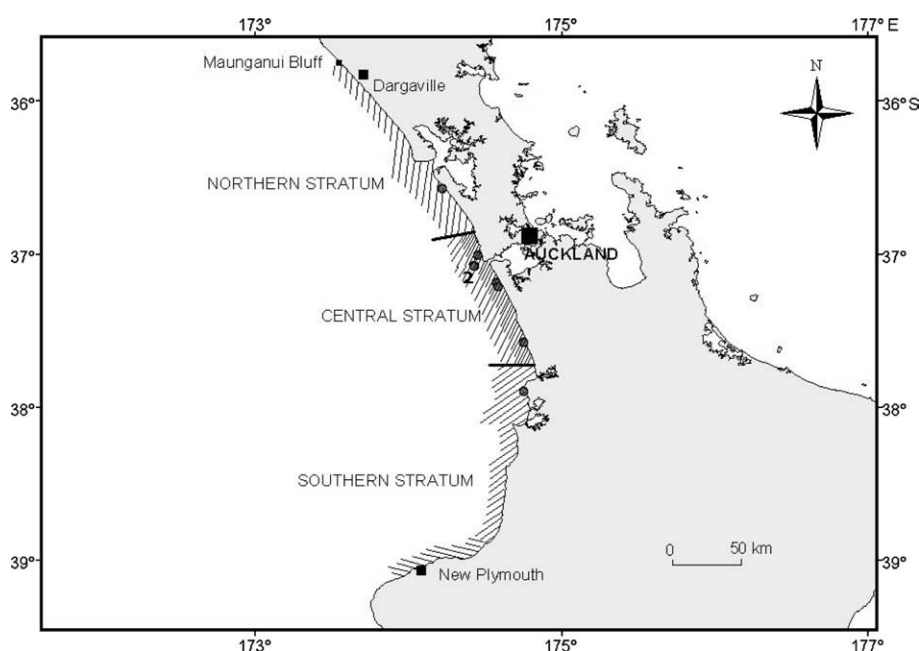 173°
175°
177° E
Maunganui Bluff
Dargaville
N
36°
36°S
NORTHERN STRATUM
AUCKLAND
37°
37°
2
CENTRAL STRATUM
38°
38°
SOUTHERN STRATUM
0 50 km
39°
39°
New Plymouth
173°
175°
177°